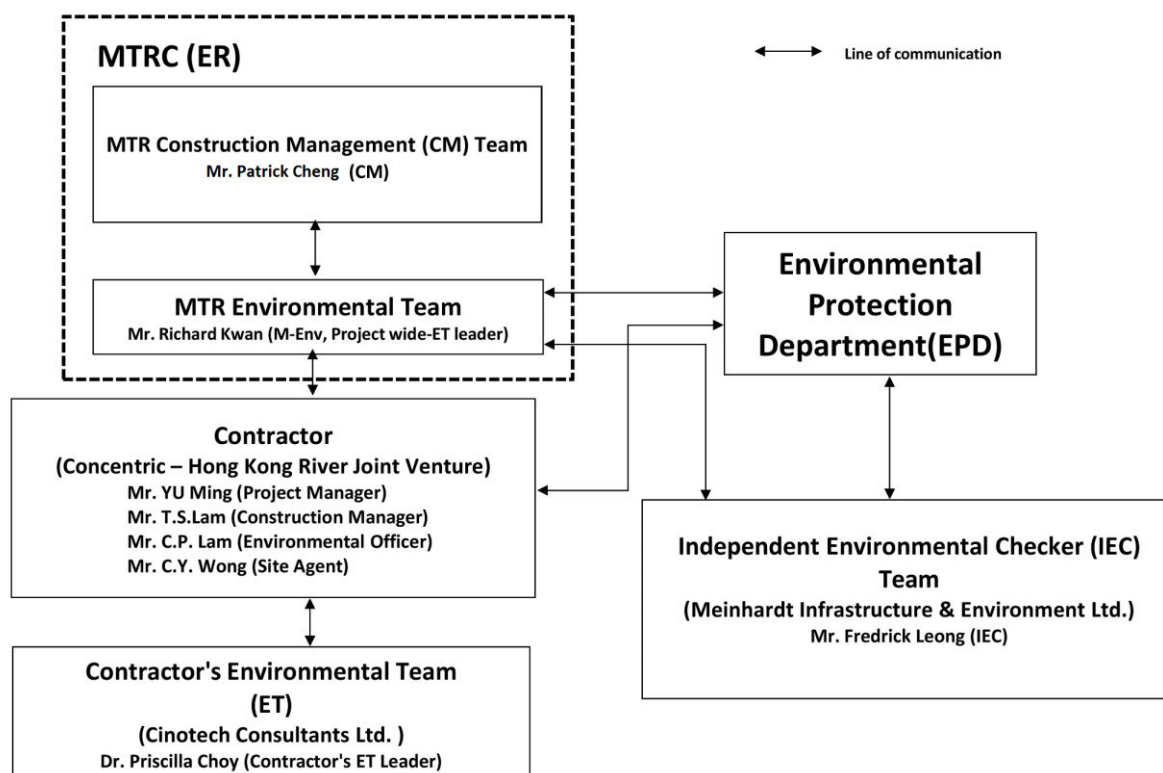 MTRC (ER)
Line of communication
MTR Construction Management (CM) Team
Mr. Patrick Cheng (CM)
MTR Environmental Team
Mr. Richard Kwan (M-Env, Project wide-ET leader)
Environmental
Protection
Department(EPD)
Contractor
(Concentric – Hong Kong River Joint Venture)
Mr. YU Ming (Project Manager)
Mr. T.S.Lam (Construction Manager)
Mr. C.P. Lam (Environmental Officer)
Mr. C.Y. Wong (Site Agent)
Independent Environmental Checker (IEC)
Team
(Meinhardt Infrastructure & Environment Ltd.)
Mr. Fredrick Leong (IEC)
Contractor's Environmental Team
(ET)
(Cinotech Consultants Ltd. )
Dr. Priscilla Choy (Contractor's ET Leader)